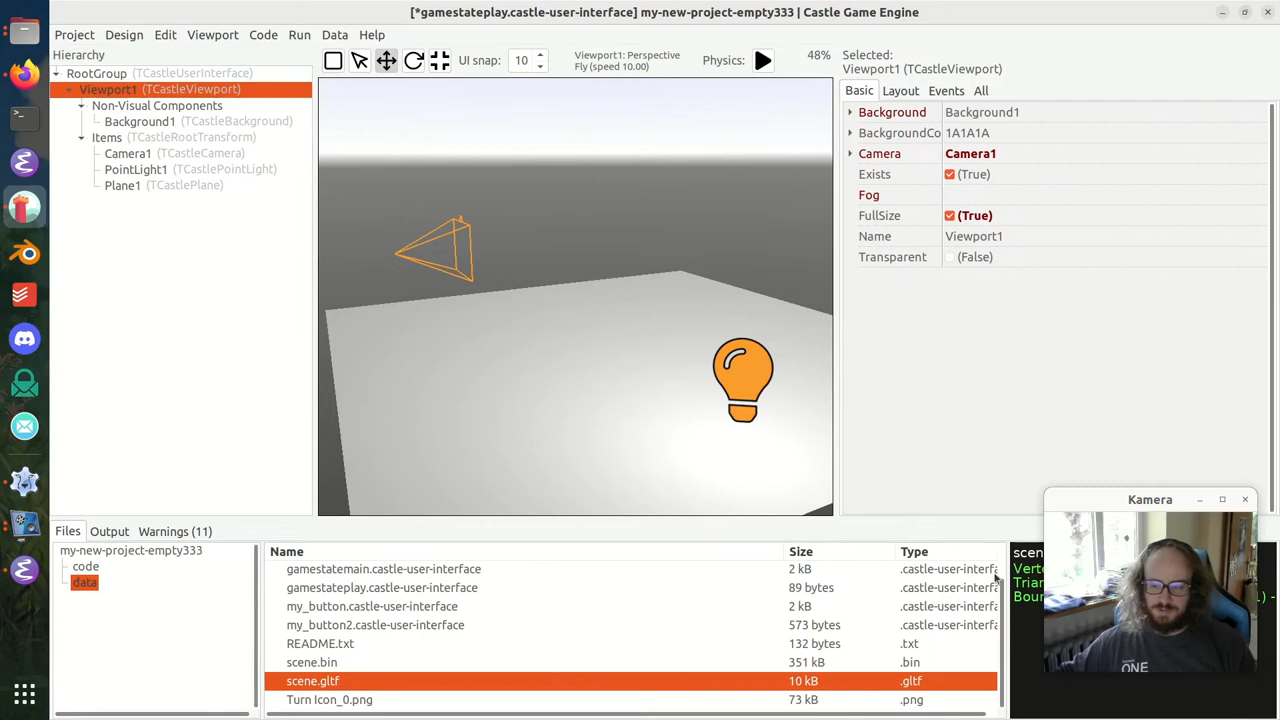 [*gamestateplay.castle-user-interface] my-new-project-empty333 | Castle Game Engine
Project Design Edit Viewport Code Run Data Help
Hierarchy
RootGroup (TCastleUserInterface)
Viewport1 (TCastleViewport)
Non-Visual Components
Background1 (TCastleBackground)
Items (TCastleRootTransform)
Camera1 (TCastleCamera)
PointLight1 (TCastlePointLight)
Plane1 (TCastlePlane)
UI snap: 10
Viewport1: Perspective
Fly (speed 10.00)
Physics:
48%
Selected:
Viewport1 (TCastleViewport)
Basic Layout Events All
Background Background1
BackgroundCo 1A1A1A
Camera Camera1
Exists (True)
Fog
FullSize (True)
Name Viewport1
Transparent (False)
Files Output Warnings (11)
my-new-project-empty333
code
data
Name Size Type
gamestatemain.castle-user-interface 2 kB .castle-user-interfa
gamestateplay.castle-user-interface 89 bytes .castle-user-interfa
my_button.castle-user-interface 2 kB .castle-user-interfa
my_button2.castle-user-interface 573 bytes .castle-user-interfa
README.txt 132 bytes .txt
scene.bin 351 kB .bin
scene.gltf 10 kB .gltf
Turn Icon_0.png 73 kB .png
scen
Verte
Trian
Boun
) -
Kamera
ONE